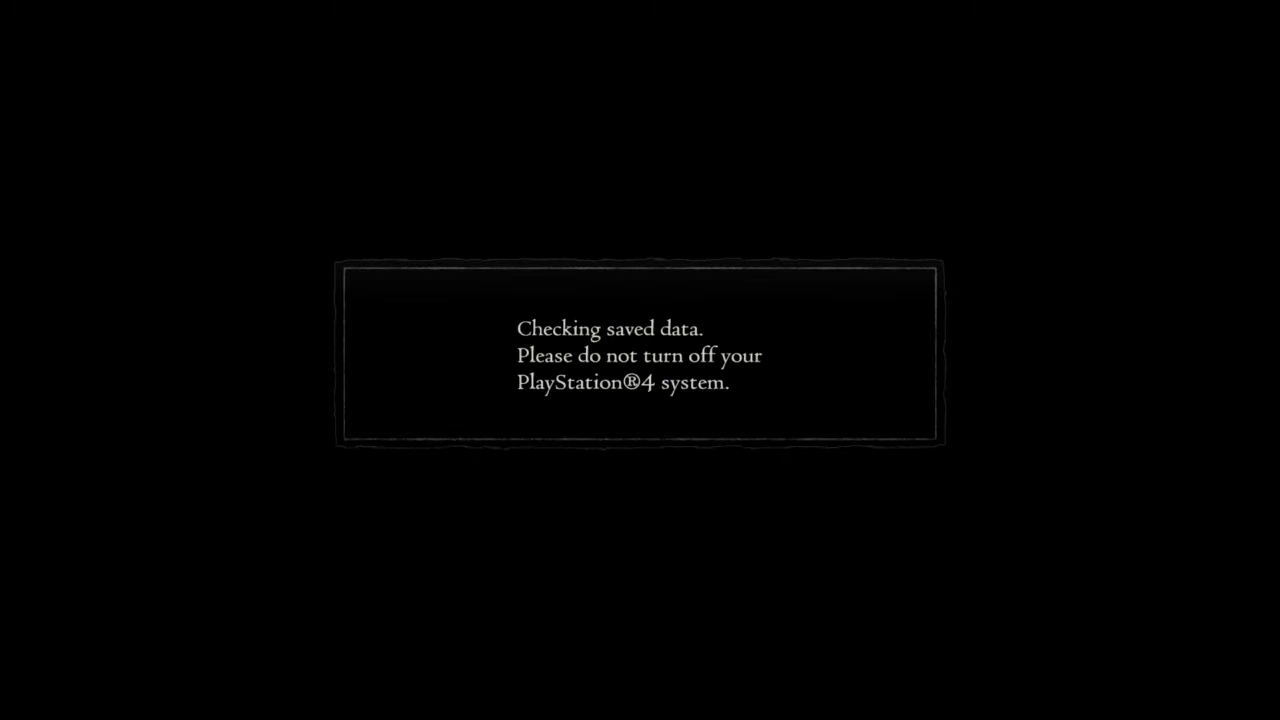 Checking saved data.
Please do not turn off your
PlayStation®4 system.